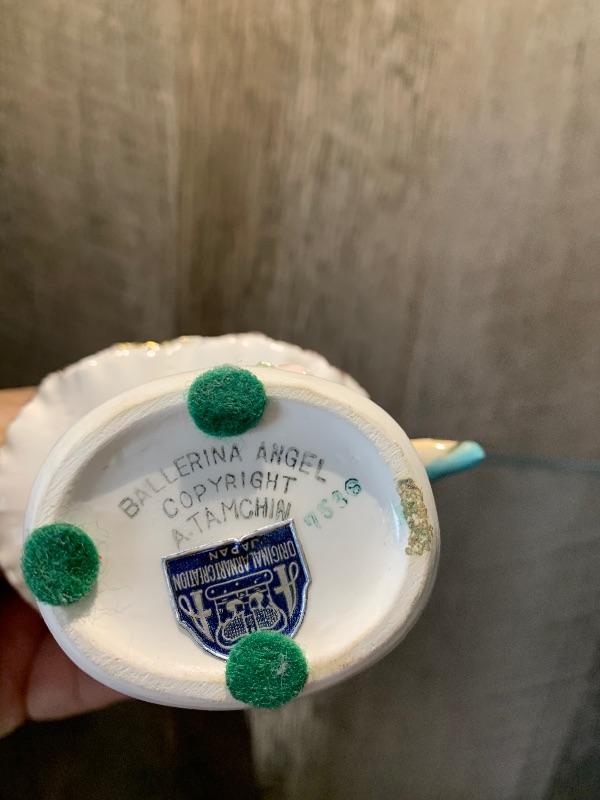 BALLERINA ANGEL
COPYRIGHT
A. TAMCHIN
ORIGINAL ARNART CREATION
JAPAN